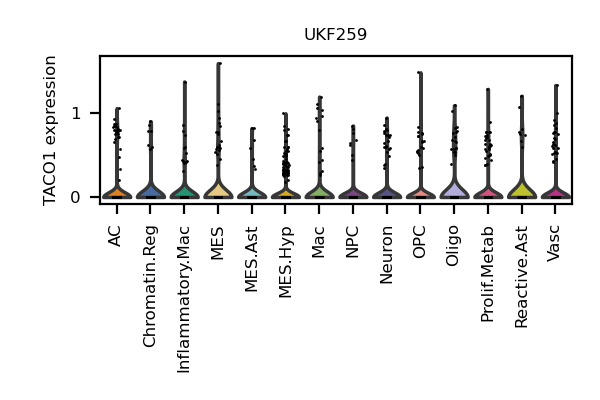 UKF259
TACO1 expression
1
0
AC
Chromatin.Reg
Inflammatory.Mac
MES
MES.Ast
MES.Hyp
Mac
NPC
Neuron
OPC
Oligo
Prolif.Metab
Reactive.Ast
Vasc